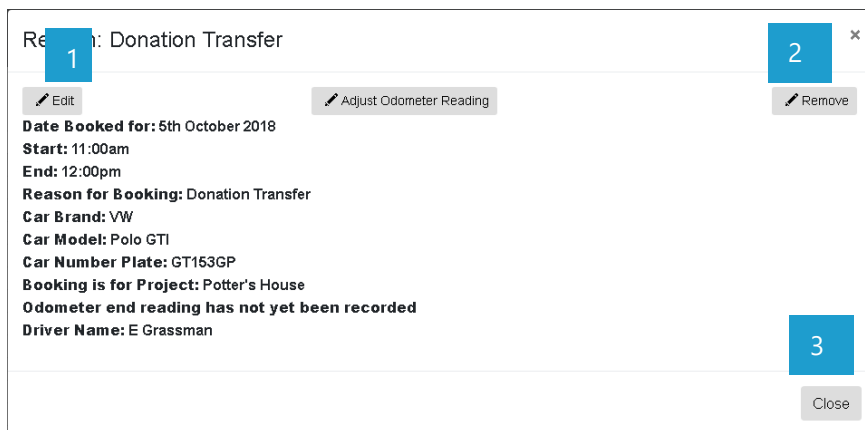 Re : Donation Transfer
×
1
2
Edit
Adjust Odometer Reading
Remove
Date Booked for: 5th October 2018
Start: 11:00am
End: 12:00pm
Reason for Booking: Donation Transfer
Car Brand: VW
Car Model: Polo GTI
Car Number Plate: GT153GP
Booking is for Project: Potter's House
Odometer end reading has not yet been recorded
Driver Name: E Grassman
3
Close